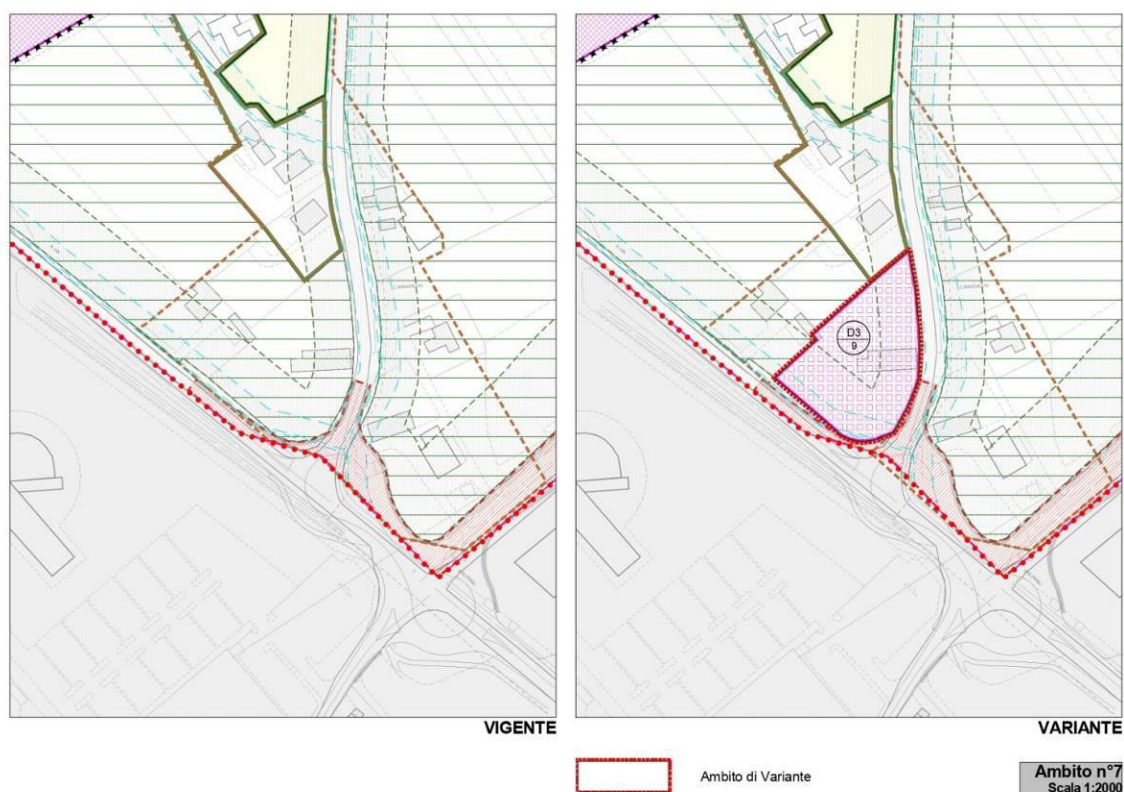 D3
9
VIGENTE
VARIANTE
Ambito di Variante
Ambito n°7
Scala 1:2000